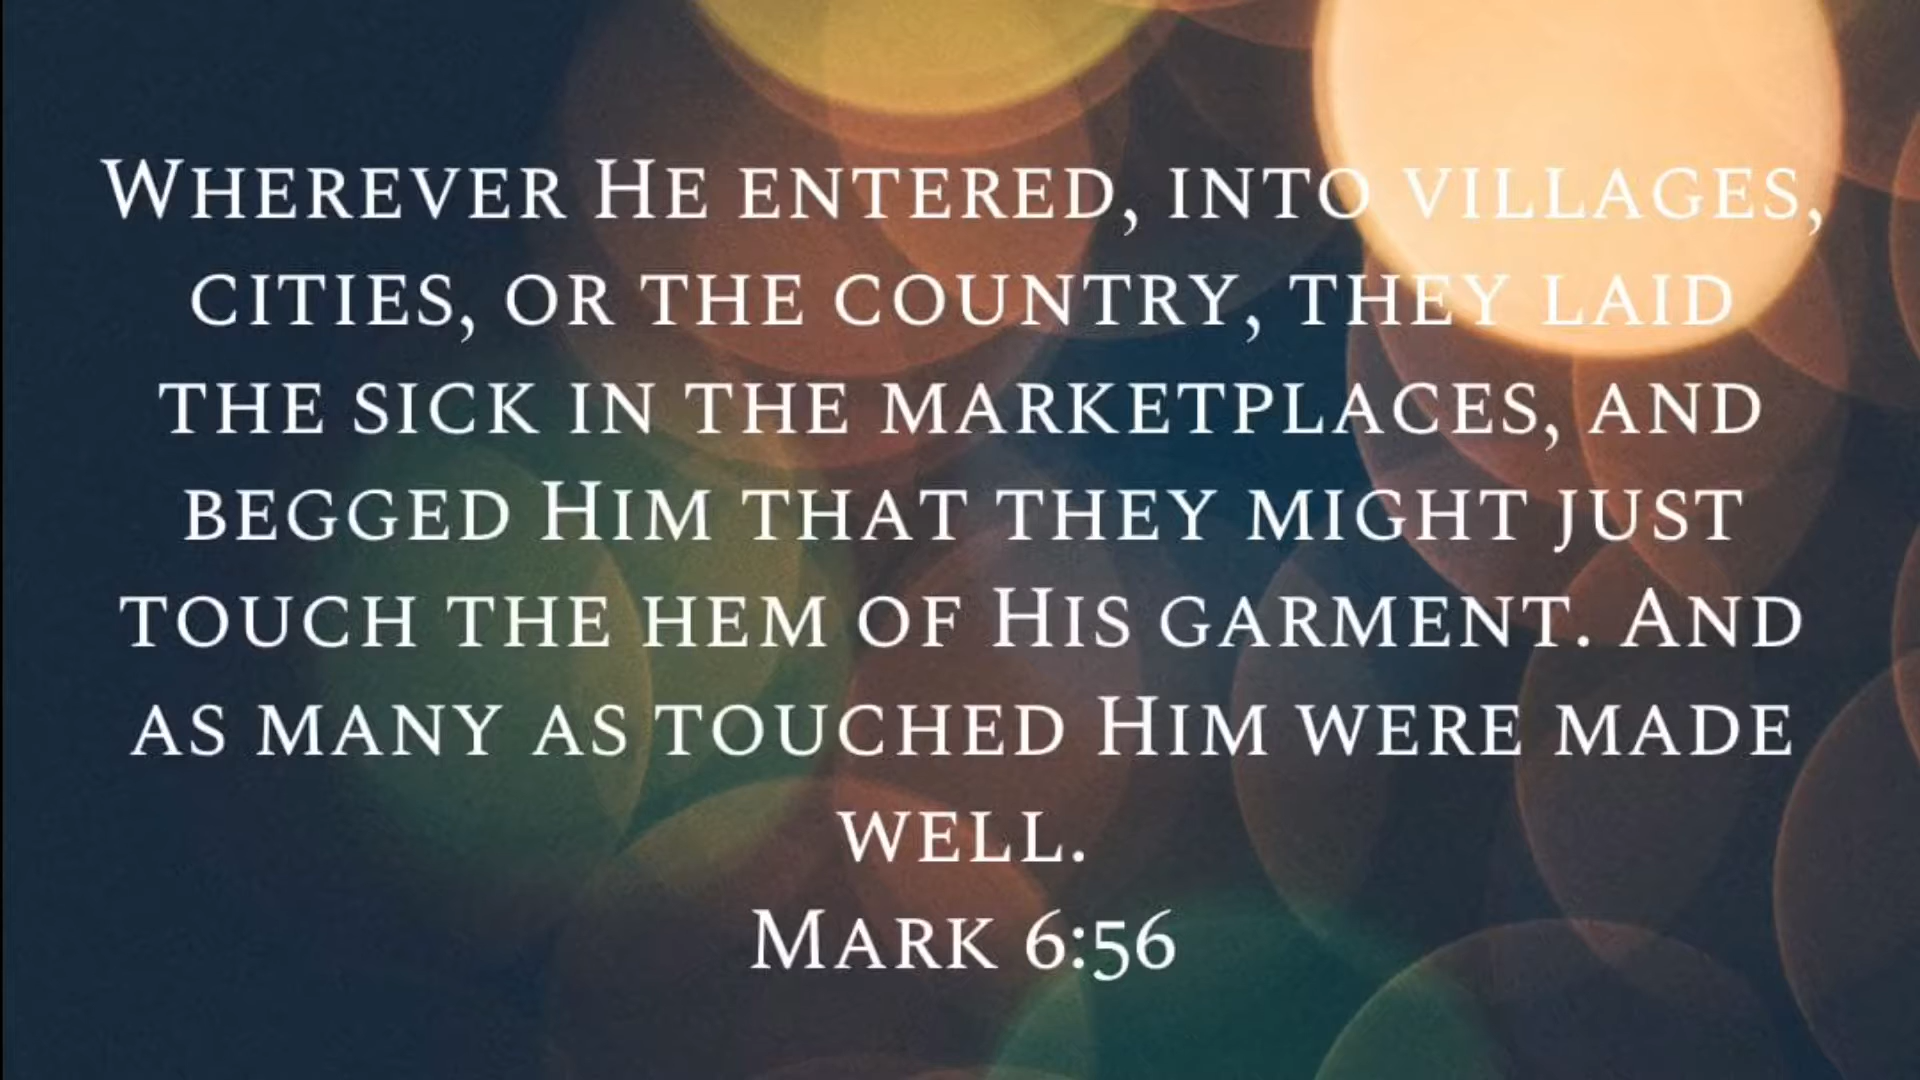 Wherever He entered, into villages,
cities, or the country, they laid
the sick in the marketplaces, and
begged Him that they might just
touch the hem of His garment. And
as many as touched Him were made
well.
Mark 6:56